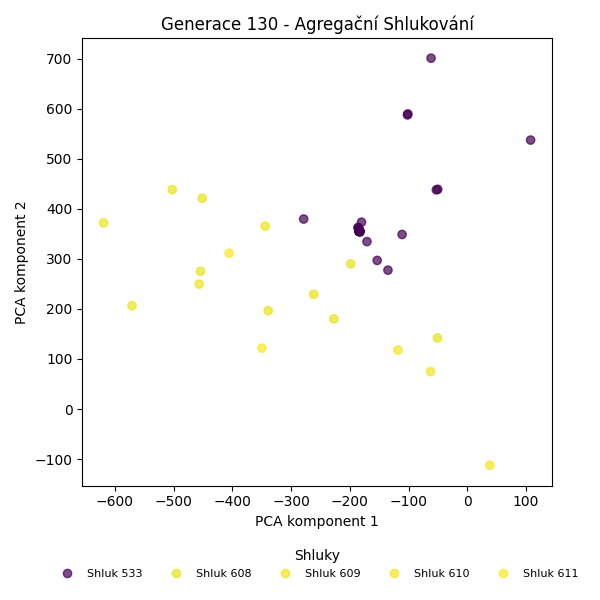 Generace 130 - Agregační Shlukování
700
600
500
400
300
200
100
0
−100
PCA komponent 2
−600 −500 −400 −300 −200 −100 0 100
PCA komponent 1
Shluky
Shluk 533 Shluk 608 Shluk 609 Shluk 610 Shluk 611